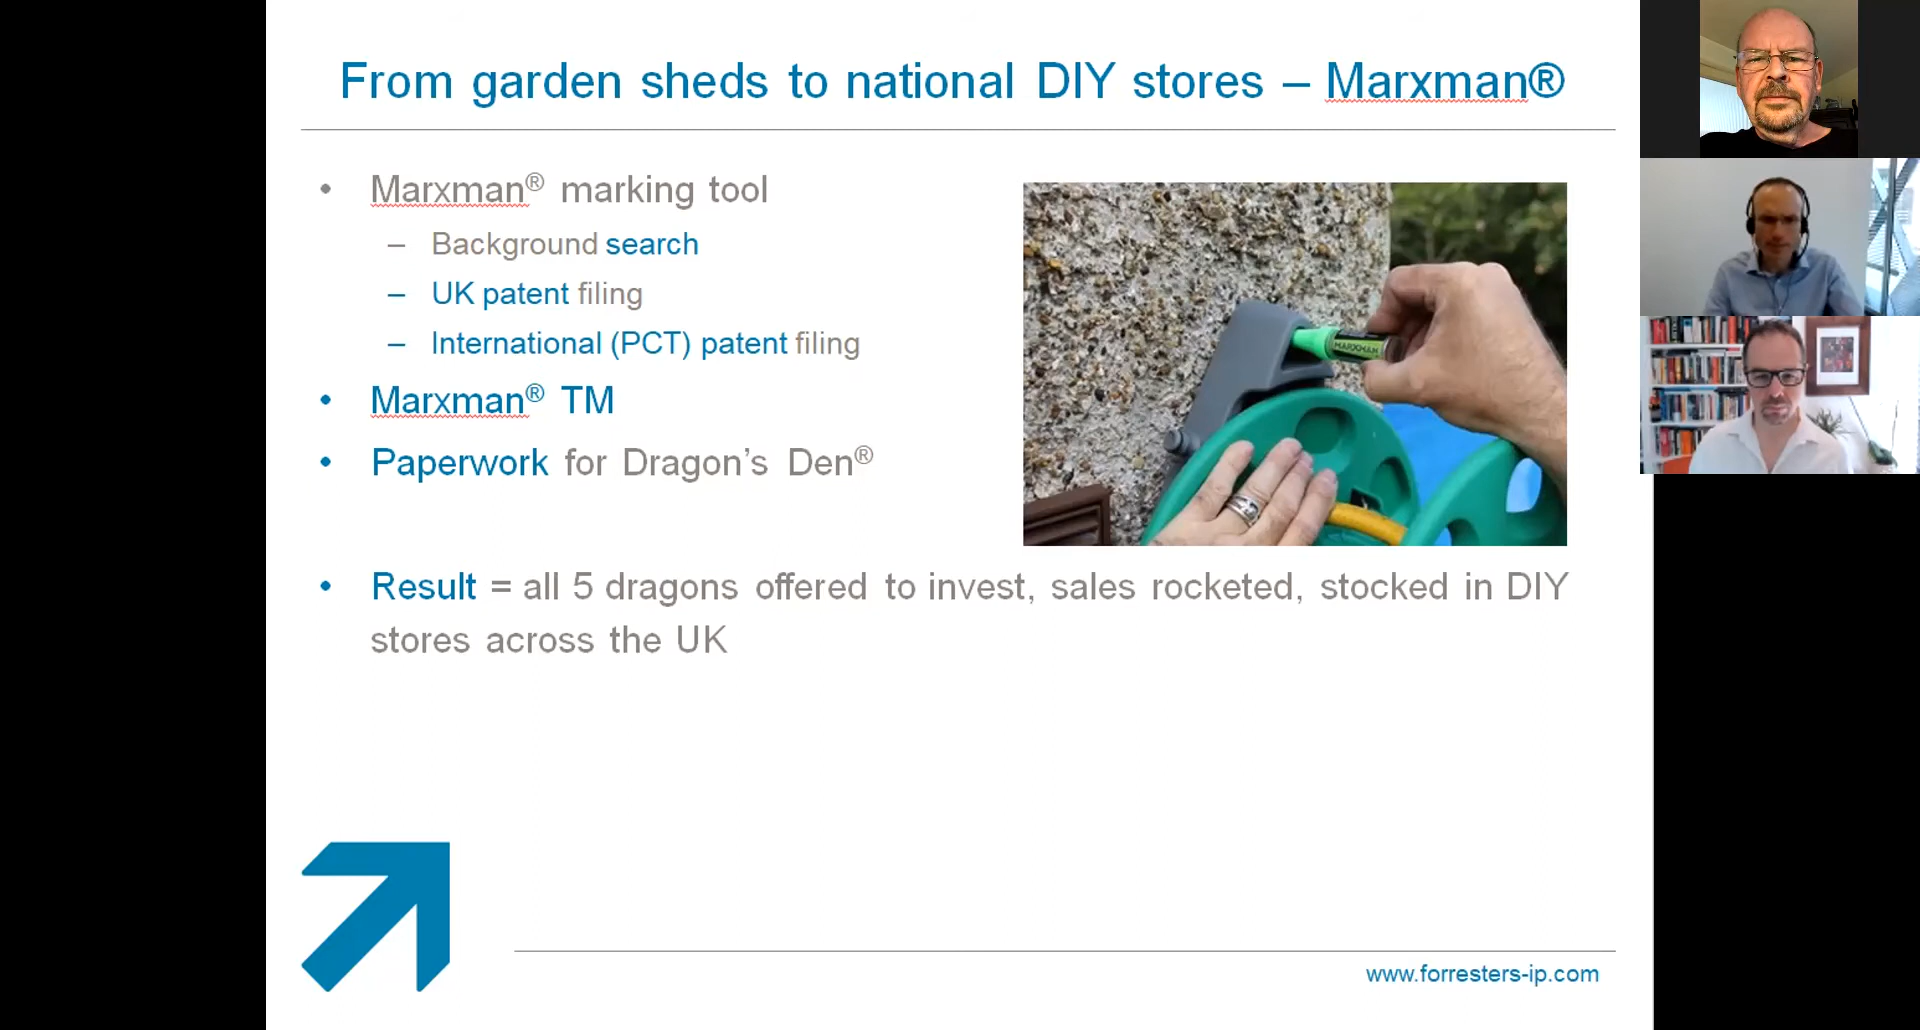 From garden sheds to national DIY stores – Marxman®
• Marxman® marking tool
– Background search
– UK patent filing
– International (PCT) patent filing
• Marxman® TM
• Paperwork for Dragon's Den®
MARXMAN
• Result = all 5 dragons offered to invest, sales rocketed, stocked in DIY
stores across the UK
www.forresters-ip.com